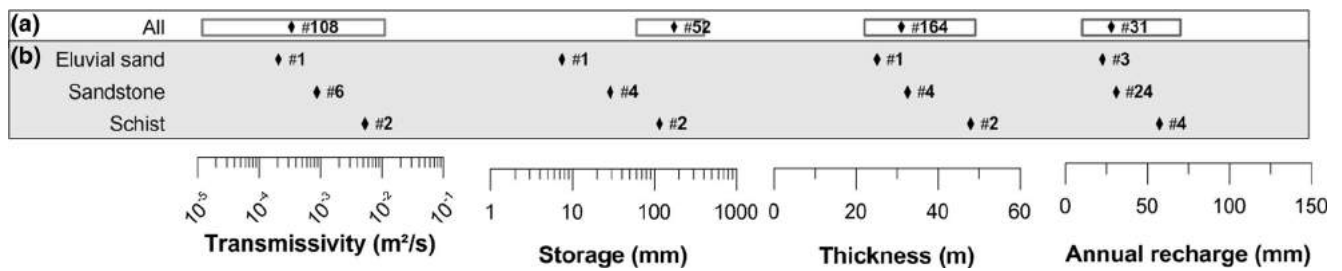 (a) All #108 #52 #164 #31
(b) Eluvial sand #1 #1 #1 #3
Sandstone #6 #4 #4 #24
Schist #2 #2 #2 #4
10⁻⁵ 10⁻⁴ 10⁻³ 10⁻² 10⁻¹
Transmissivity (m²/s)
1 10 100 1000
Storage (mm)
0 20 40 60
Thickness (m)
0 50 100 150
Annual recharge (mm)